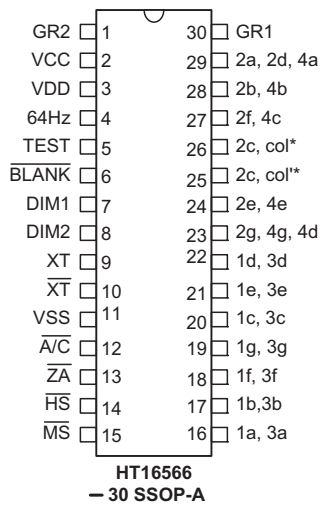 GR2 1 30 GR1
VCC 2 29 2a, 2d, 4a
VDD 3 28 2b, 4b
64Hz 4 27 2f, 4c
TEST 5 26 2c, col*
BLANK 6 25 2c, col'*
DIM1 7 24 2e, 4e
DIM2 8 23 2g, 4g, 4d
XT 9 22 1d, 3d
XT 10 21 1e, 3e
VSS 11 20 1c, 3c
A/C 12 19 1g, 3g
ZA 13 18 1f, 3f
HS 14 17 1b,3b
MS 15 16 1a, 3a
HT16566
– 30 SSOP-A